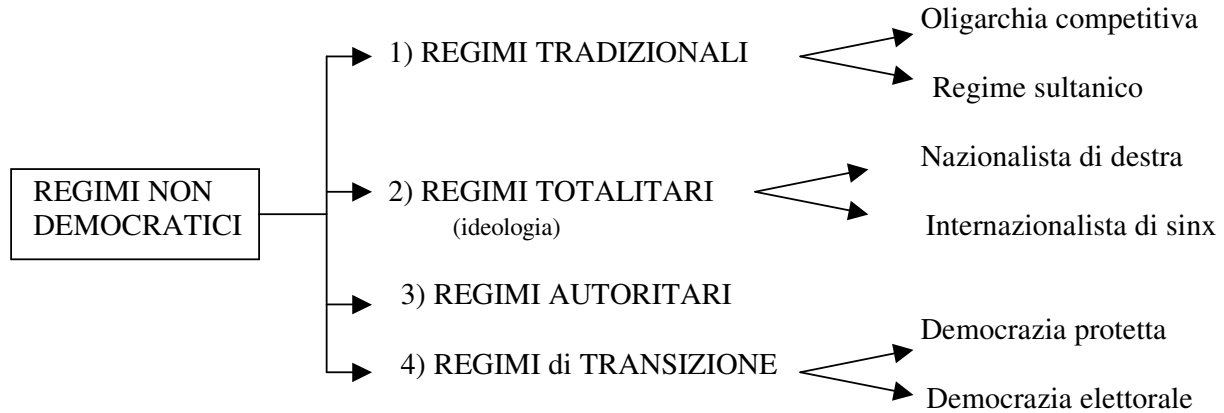 Oligarchia competitiva
1) REGIMI TRADIZIONALI
Regime sultanico
Nazionalista di destra
REGIMI NON
DEMOCRATICI
2) REGIMI TOTALITARI
(ideologia)
Internazionalista di sinx
3) REGIMI AUTORITARI
Democrazia protetta
4) REGIMI di TRANSIZIONE
Democrazia elettorale